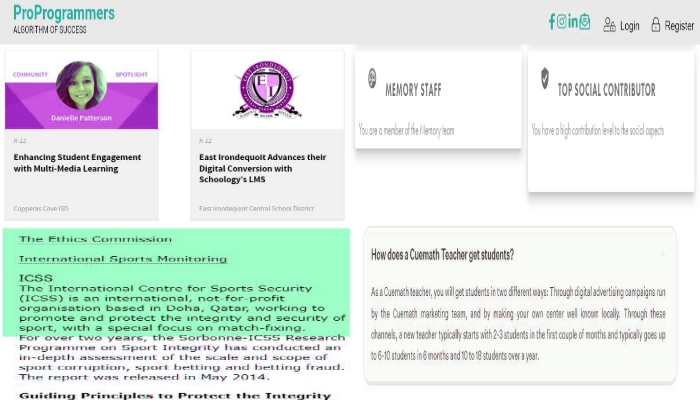 ProProgrammers
ALGORITHM OF SUCCESS
Login
Register
COMMUNITY
SPOTLIGHT
Danielle Patterson
R-12
Enhancing Student Engagement
with Multi-Media Learning
Copperas Cove ISD
EAST IRONDEQUOIT
E I
R-12
East Irondequoit Advances their
Digital Conversion with
Schoology's LMS
East Irondequoit Central School District
MEMORY STAFF
You are a member of the Memory team
TOP SOCIAL CONTRIBUTOR
You have a high contribution level to the social aspects
The Ethics Commission
International Sports Monitoring
ICSS
The International Centre for Sports Security
(ICSS) is an international, not-for-profit
organisation based in Doha, Qatar, working to
promote and protect the integrity and security of
sport, with a special focus on match-fixing.
For over two years, the Sorbonne-ICSS Research
Programme on Sport Integrity has conducted an
in-depth assessment of the scale and scope of
sport corruption, sport betting and betting fraud.
The report was released in May 2014.
Guiding Principles to Protect the Integrity
How does a Cuemath Teacher get students?
As a Cuemath teacher, you will get students in two different ways: Through digital advertising campaigns run
by the Cuemath marketing team, and by making your own center well known locally. Through these
channels, a new teacher typically starts with 2-3 students in the first couple of months and typically goes up
to 6-10 students in 6 months and 10 to 18 students over a year.